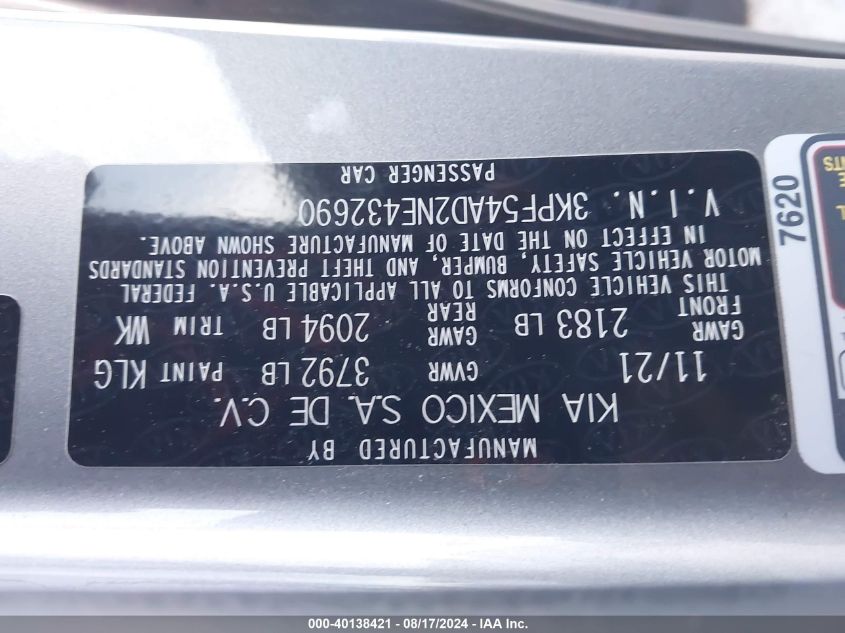 MANUFACTURED BY
KIA MEXICO S.A. DE C.V.
11/21 GVWR 3792 LB PAINT KLG
GAWR FRONT 2183 LB GAWR REAR 2094 LB TRIM WK
THIS VEHICLE CONFORMS TO ALL APPLICABLE U.S.A. FEDERAL
MOTOR VEHICLE SAFETY, BUMPER, AND THEFT PREVENTION STANDARDS
IN EFFECT ON THE DATE OF MANUFACTURE SHOWN ABOVE.
V.I.N. 3KPF54AD2NE432690
PASSENGER CAR
7620
000-40138421 - 08/17/2024 - IAA Inc.